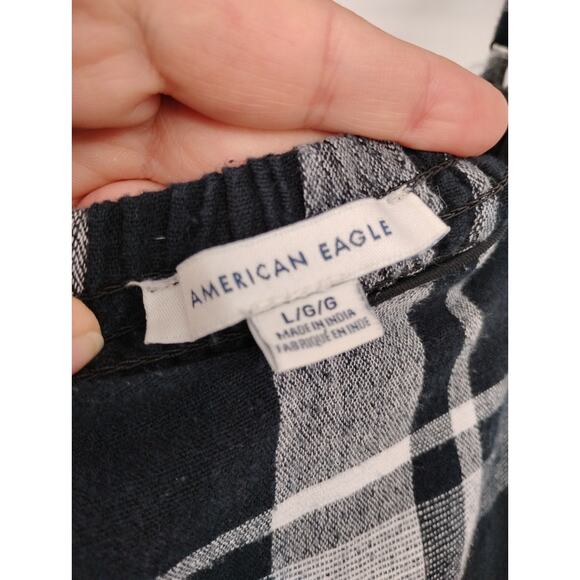 AMERICAN EAGLE
L/G/G
MADE IN INDIA
FABRIQUÉ EN INDE